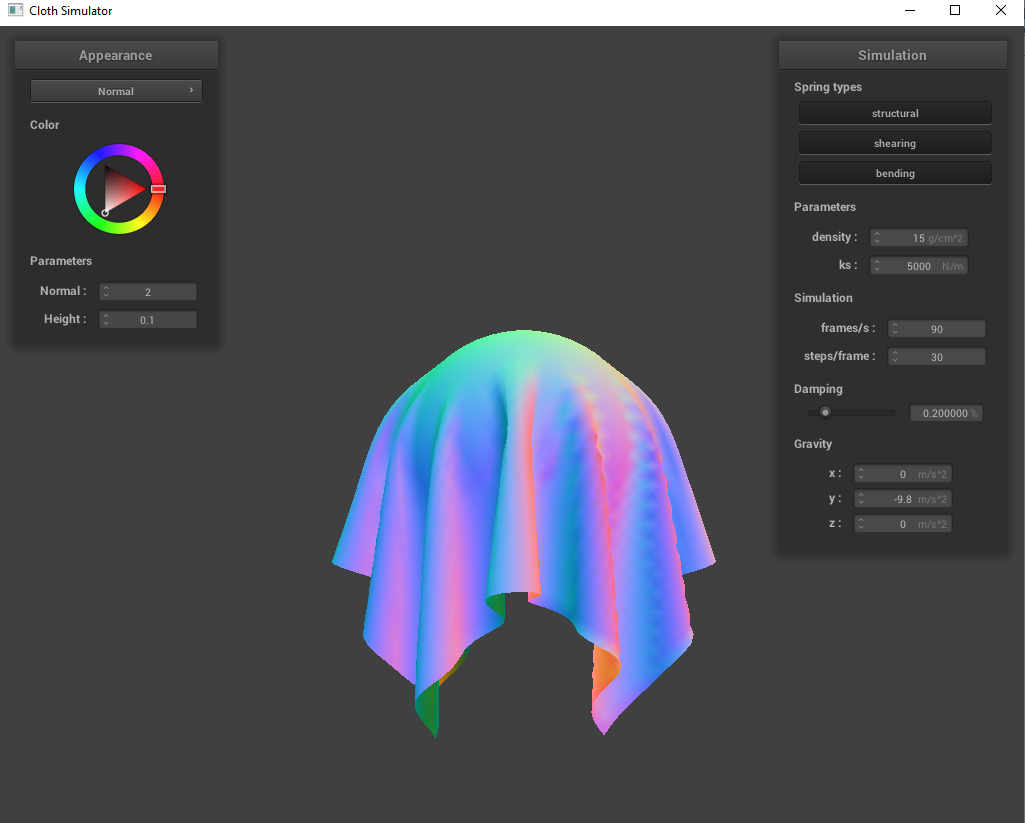 Cloth Simulator
Appearance
Normal
Color
Parameters
Normal : 2
Height : 0.1
Simulation
Spring types
structural
shearing
bending
Parameters
density : 15 g/cm^2
ks : 5000 N/m
Simulation
frames/s : 90
steps/frame : 30
Damping
0.200000 %
Gravity
x : 0 m/s^2
y : -9.8 m/s^2
z : 0 m/s^2